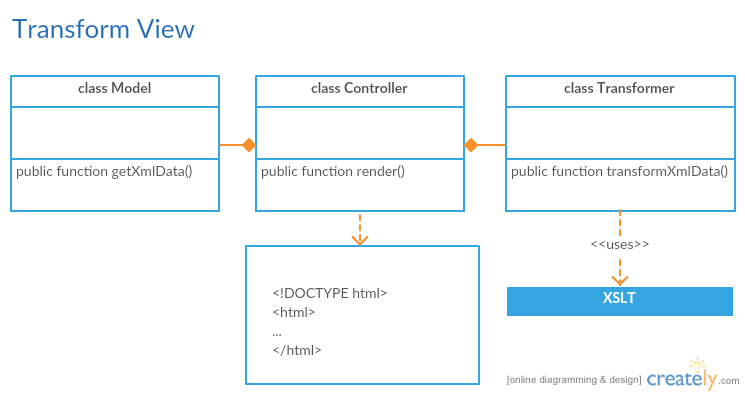 Transform View
class Model
public function getXmlData()
class Controller
public function render()
class Transformer
public function transformXmlData()
<<uses>>
XSLT
<!DOCTYPE html>
<html>
...
</html>
[online diagramming & design] creately.com